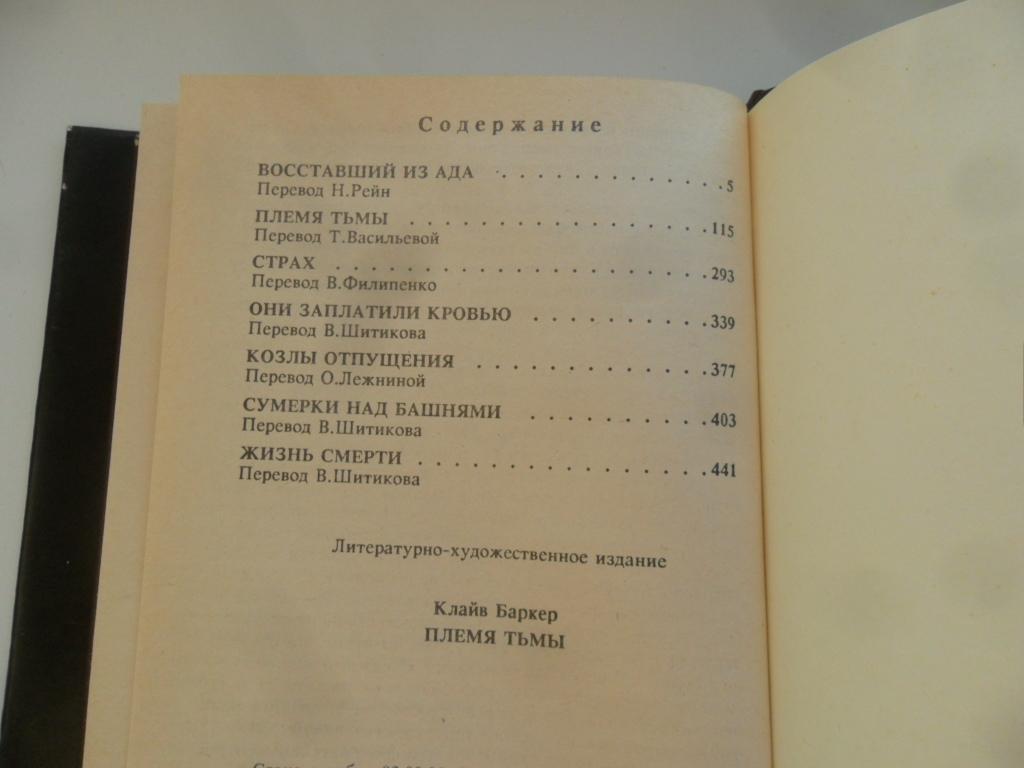 Содержание
ВОССТАВШИЙ ИЗ АДА . . . . . . . . . . . . . 5
Перевод Н.Рейн
ПЛЕМЯ ТЬМЫ . . . . . . . . . . . . . . . . . 115
Перевод Т.Васильевой
СТРАХ . . . . . . . . . . . . . . . . . . . . . 293
Перевод В.Филипенко
ОНИ ЗАПЛАТИЛИ КРОВЬЮ . . . . . . . . . . 339
Перевод В.Шитикова
КОЗЛЫ ОТПУЩЕНИЯ . . . . . . . . . . . . . 377
Перевод О.Лежниной
СУМЕРКИ НАД БАШНЯМИ . . . . . . . . . . 403
Перевод В.Шитикова
ЖИЗНЬ СМЕРТИ . . . . . . . . . . . . . . . . 441
Перевод В.Шитикова
Литературно-художественное издание
Клайв Баркер
ПЛЕМЯ ТЬМЫ